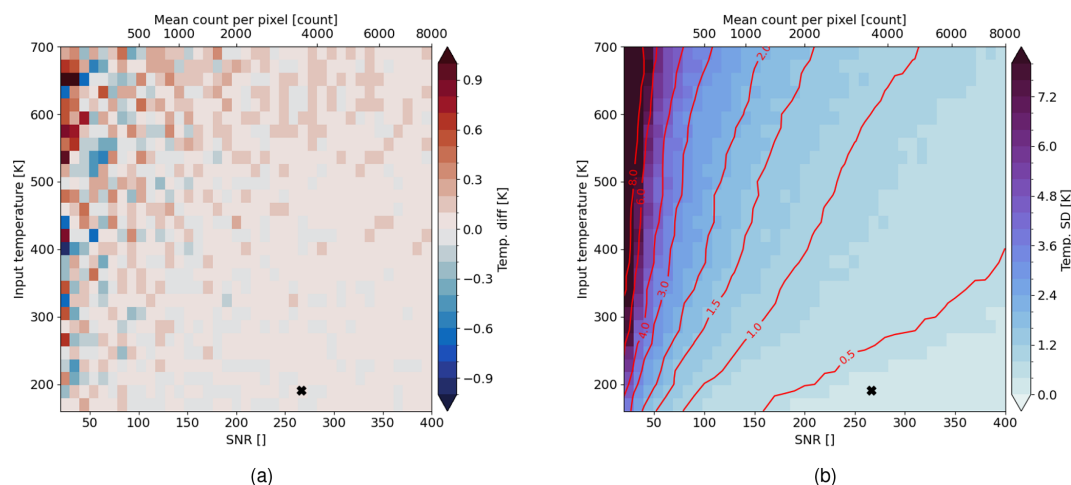 Mean count per pixel [count]
500 1000 2000 4000 6000 8000
700
600
500
400
300
200
Input temperature [K]
50 100 150 200 250 300 350 400
SNR []
0.9
0.6
0.3
0.0
−0.3
−0.6
−0.9
Temp. diff [K]
(a)
Mean count per pixel [count]
500 1000 2000 4000 6000 8000
700
600
500
400
300
200
Input temperature [K]
2.0
8.0
6.0
3.0
4.0
1.5
1.0
0.5
50 100 150 200 250 300 350 400
SNR []
7.2
6.0
4.8
3.6
2.4
1.2
0.0
Temp. SD [K]
(b)